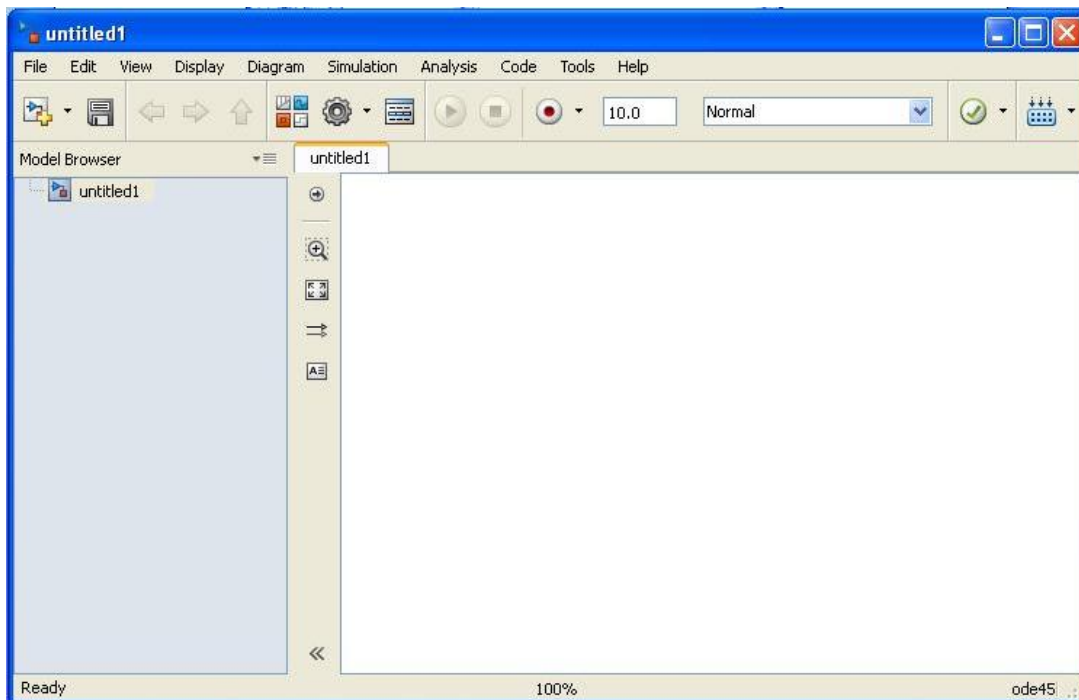 untitled1
File Edit View Display Diagram Simulation Analysis Code Tools Help
10.0 Normal
Model Browser untitled1
untitled1
Ready 100% ode45